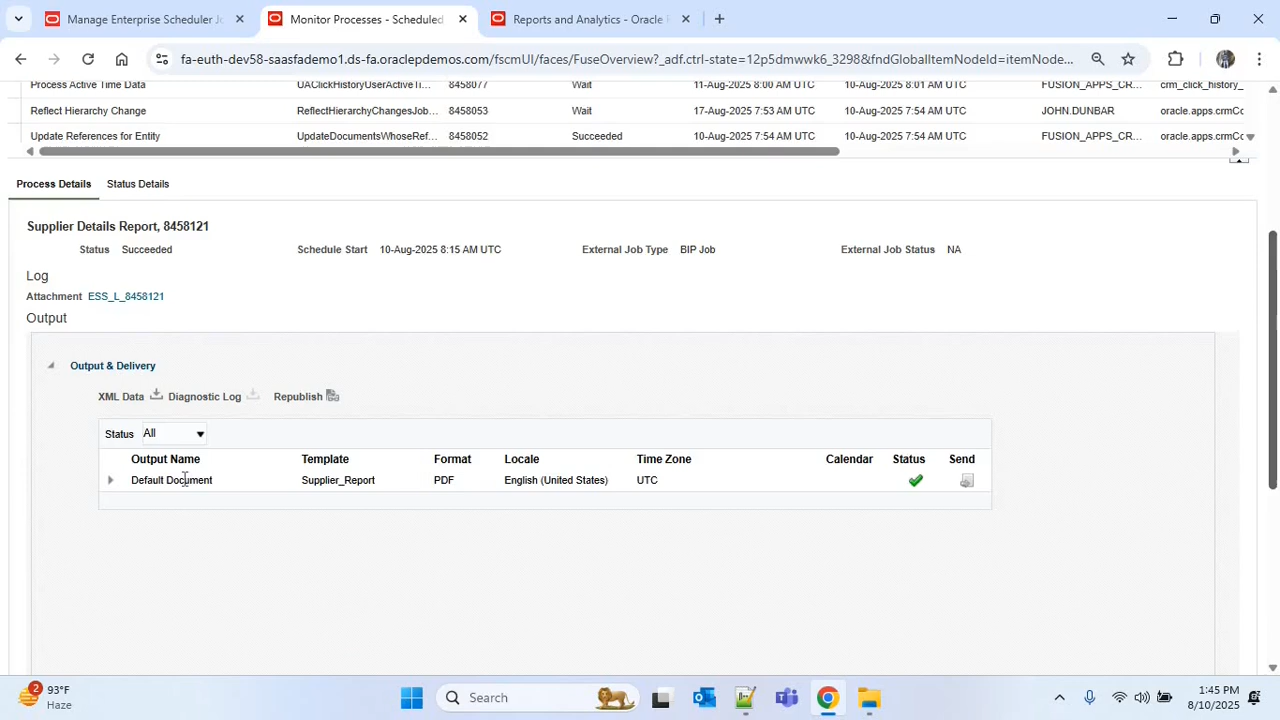 Manage Enterprise Scheduler Jo
Monitor Processes - Scheduled
Reports and Analytics - Oracle F
fa-euth-dev58-saasfademo1.ds-fa.oraclepdemos.com/fscmUI/faces/FuseOverview?_adf.ctrl-state=12p5dmwwk6_3298&fndGlobalItemNodeId=itemNode...
Process Active Time Data UAClickHistoryUserActiveTi... 8458077 Wait 11-Aug-2025 8:00 AM UTC 10-Aug-2025 8:01 AM UTC FUSION_APPS_CR... crm_click_history_
Reflect Hierarchy Change ReflectHierarchyChangesJob... 8458053 Wait 17-Aug-2025 7:53 AM UTC 10-Aug-2025 7:54 AM UTC JOHN.DUNBAR oracle.apps.crmCc
Update References for Entity UpdateDocumentsWhoseRef... 8458052 Succeeded 10-Aug-2025 7:54 AM UTC 10-Aug-2025 7:54 AM UTC FUSION_APPS_CR... oracle.apps.crmCc
Process Details Status Details
Supplier Details Report, 8458121
Status Succeeded Schedule Start 10-Aug-2025 8:15 AM UTC External Job Type BIP Job External Job Status NA
Log
Attachment ESS_L_8458121
Output
Output & Delivery
XML Data Diagnostic Log Republish
Status All
Output Name Template Format Locale Time Zone Calendar Status Send
Default Document Supplier_Report PDF English (United States) UTC
2
93°F
Haze
Search
1:45 PM
8/10/2025